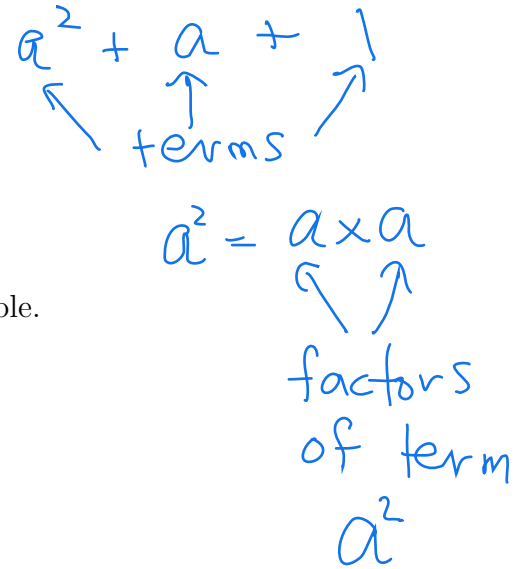 a² + a + 1
terms
a² = a × a
ble.
factors
of term
a²